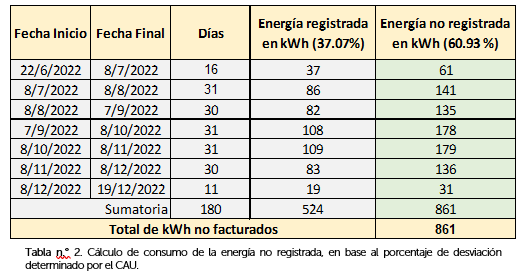 Fecha Inicio Fecha Final Días Energía registrada en kWh (37.07%) Energía no registrada en kWh (60.93 %)
22/6/2022 8/7/2022 16 37 61
8/7/2022 8/8/2022 31 86 141
8/8/2022 7/9/2022 30 82 135
7/9/2022 8/10/2022 31 108 178
8/10/2022 8/11/2022 31 109 179
8/11/2022 8/12/2022 30 83 136
8/12/2022 19/12/2022 11 19 31
Sumatoria 180 524 861
Total de kWh no facturados 861
Tabla n.° 2. Cálculo de consumo de la energía no registrada, en base al porcentaje de desviación
determinado por el CAU.